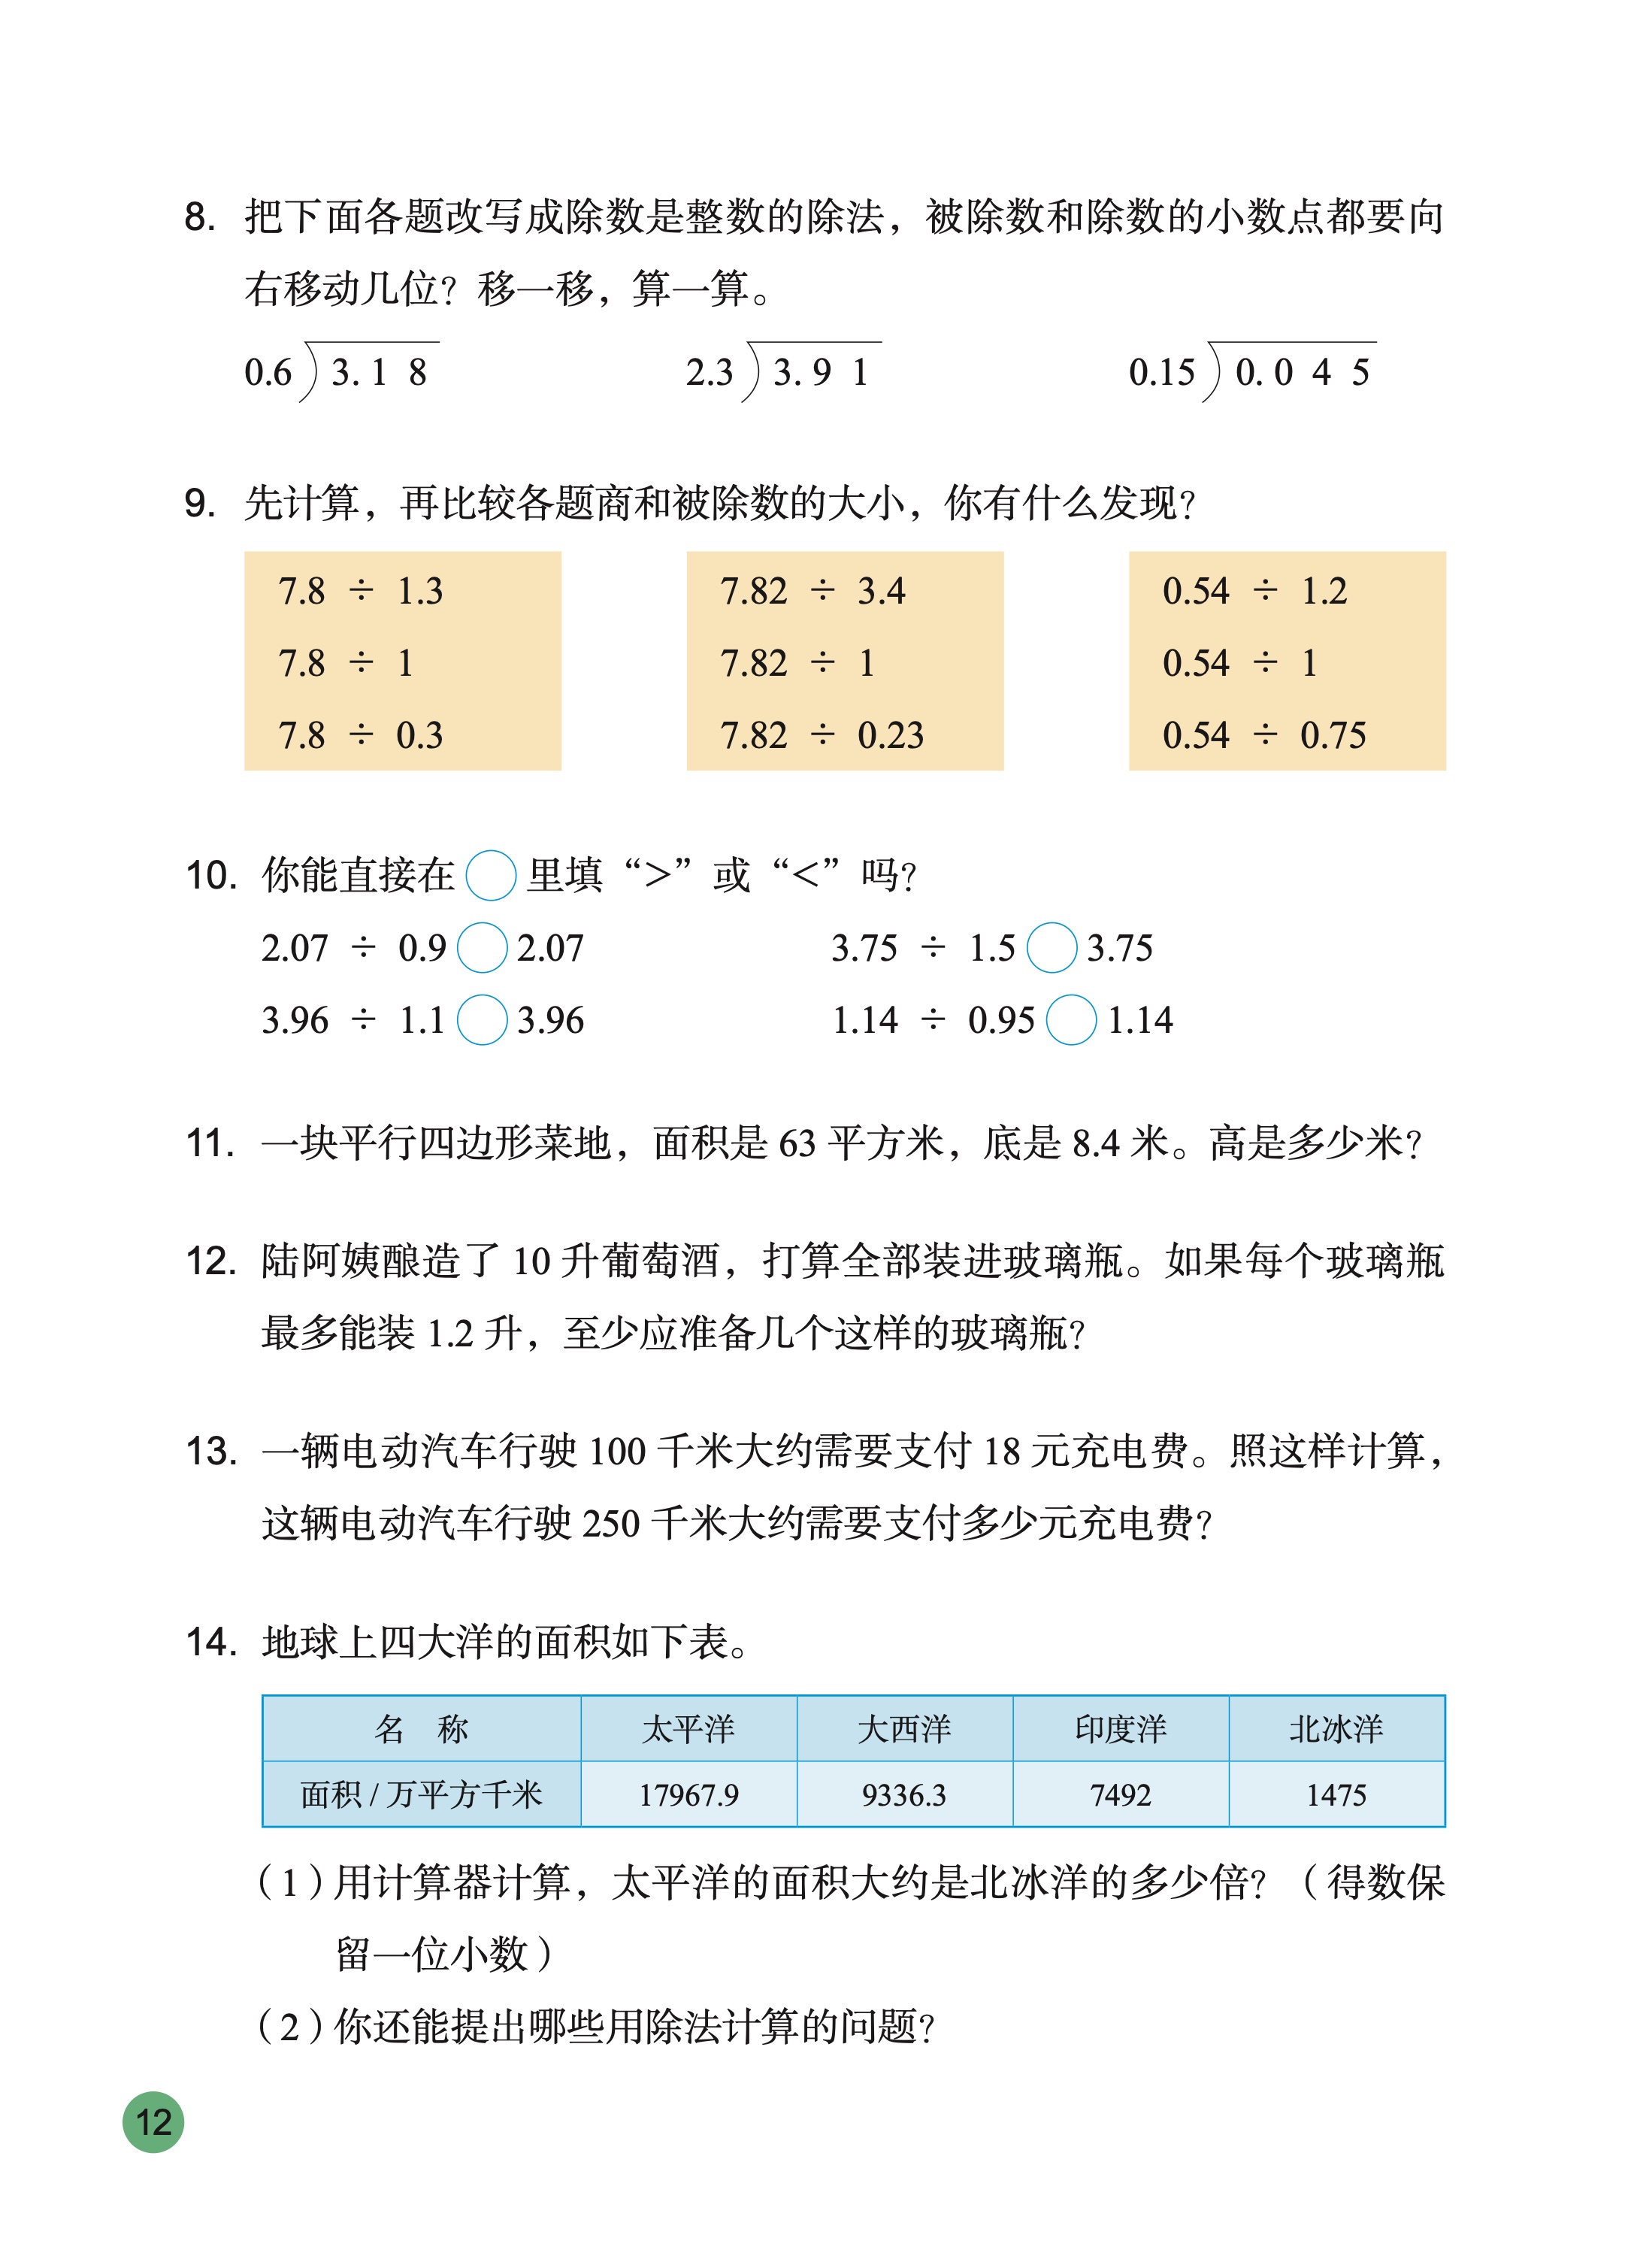 8. 把下面各题改写成除数是整数的除法，被除数和除数的小数点都要向
右移动几位？移一移，算一算。
0.6 ) 3. 1 8  2.3 ) 3. 9 1  0.15 ) 0. 0 4 5
9. 先计算，再比较各题商和被除数的大小，你有什么发现？
7.8 ÷ 1.3  7.82 ÷ 3.4  0.54 ÷ 1.2
7.8 ÷ 1  7.82 ÷ 1  0.54 ÷ 1
7.8 ÷ 0.3  7.82 ÷ 0.23  0.54 ÷ 0.75
10. 你能直接在○里填“>”或“<”吗？
2.07 ÷ 0.9○2.07  3.75 ÷ 1.5○3.75
3.96 ÷ 1.1○3.96  1.14 ÷ 0.95○1.14
11. 一块平行四边形菜地，面积是 63 平方米，底是 8.4 米。高是多少米？
12. 陆阿姨酿造了 10 升葡萄酒，打算全部装进玻璃瓶。如果每个玻璃瓶
最多能装 1.2 升，至少应准备几个这样的玻璃瓶？
13. 一辆电动汽车行驶 100 千米大约需要支付 18 元充电费。照这样计算，
这辆电动汽车行驶 250 千米大约需要支付多少元充电费？
14. 地球上四大洋的面积如下表。
名 称  太平洋  大西洋  印度洋  北冰洋
面积 / 万平方千米  17967.9  9336.3  7492  1475
（1）用计算器计算，太平洋的面积大约是北冰洋的多少倍？（得数保
留一位小数）
（2）你还能提出哪些用除法计算的问题？
12